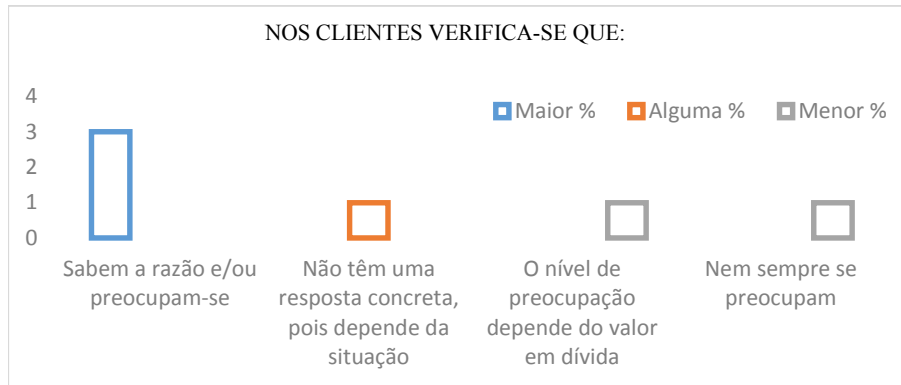 NOS CLIENTES VERIFICA-SE QUE:
Maior % Alguma % Menor %
4
3
2
1
0
Sabem a razão e/ou
preocupam-se
Não têm uma
resposta concreta,
pois depende da
situação
O nível de
preocupação
depende do valor
em dívida
Nem sempre se
preocupam